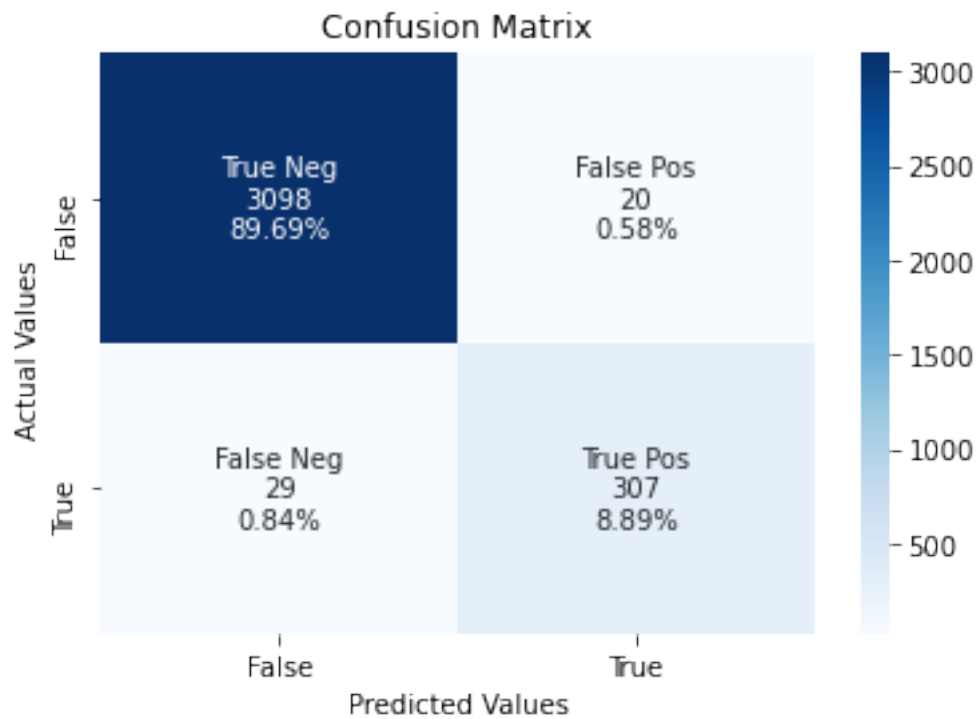 Confusion Matrix
True Neg
3098
89.69%
False Pos
20
0.58%
False Neg
29
0.84%
True Pos
307
8.89%
Actual Values
False
True
False
True
Predicted Values
3000
2500
2000
1500
1000
500